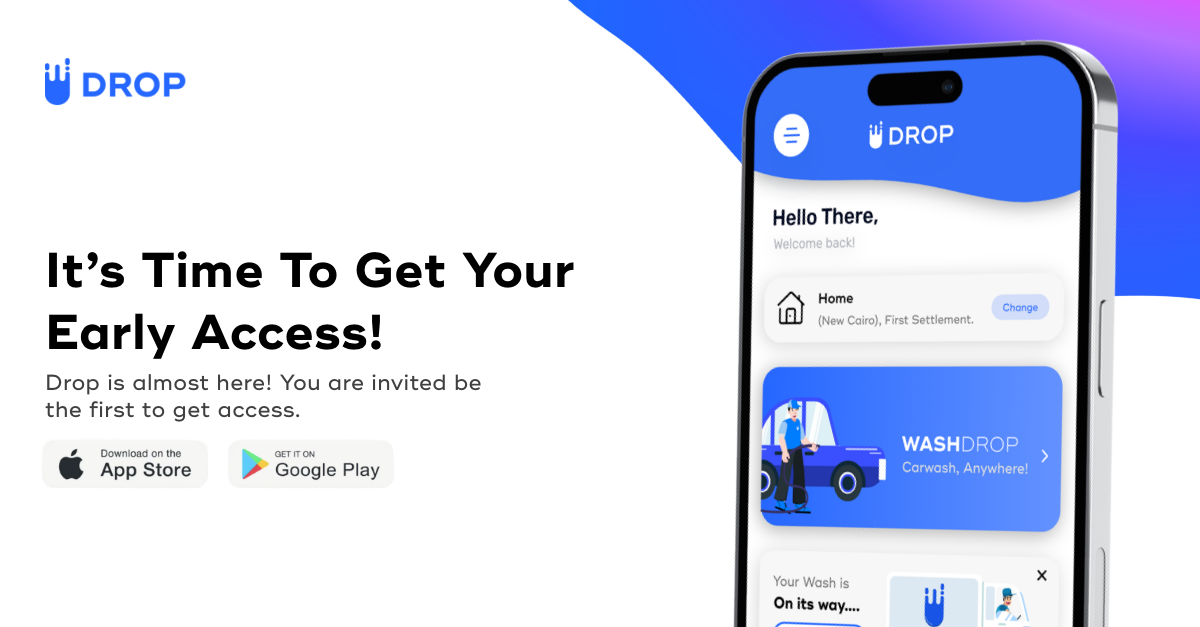 DROP
It’s Time To Get Your
Early Access!
Drop is almost here! You are invited be
the first to get access.
Download on the
App Store
GET IT ON
Google Play
DROP
Hello There,
Welcome back!
Home
(New Cairo), First Settlement.
Change
WASHDROP
Carwash, Anywhere!
Your Wash is
On its way....
X